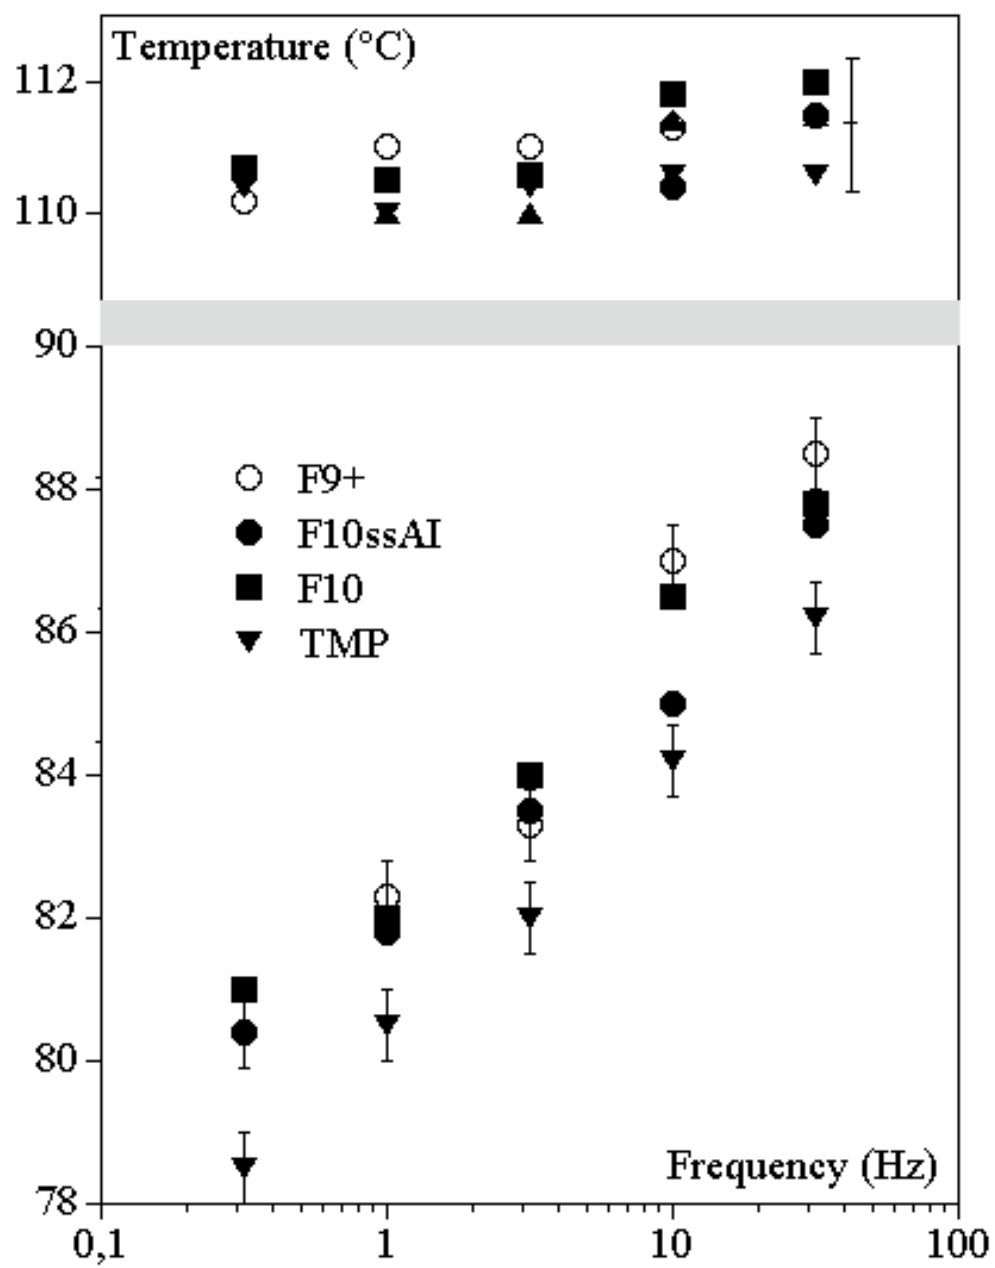 Temperature (°C)
112
110
90
88
F9+
F10ssAI
F10
86
TMP
84
82
80
Frequency (Hz)
78
0,1
1
10
100